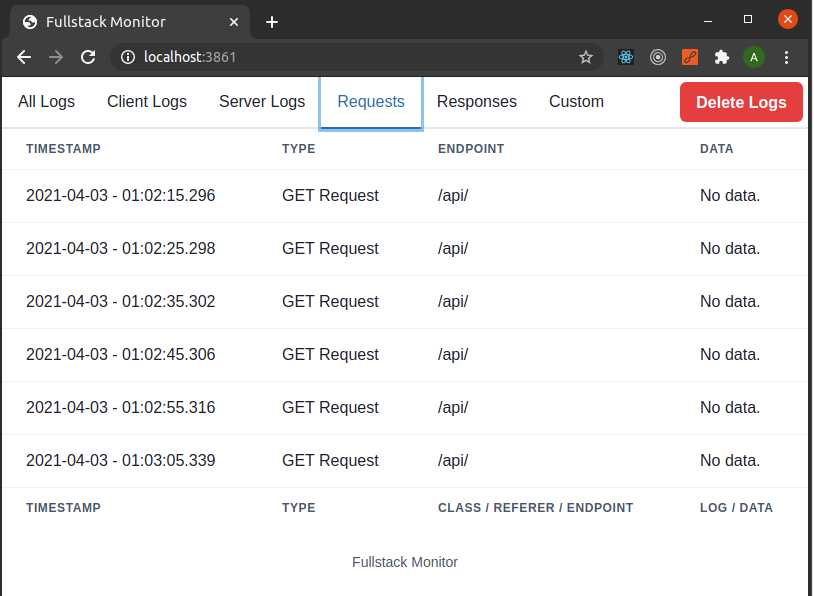 Fullstack Monitor
localhost:3861
A
All Logs Client Logs Server Logs Requests Responses Custom Delete Logs
TIMESTAMP TYPE ENDPOINT DATA
2021-04-03 - 01:02:15.296 GET Request /api/ No data.
2021-04-03 - 01:02:25.298 GET Request /api/ No data.
2021-04-03 - 01:02:35.302 GET Request /api/ No data.
2021-04-03 - 01:02:45.306 GET Request /api/ No data.
2021-04-03 - 01:02:55.316 GET Request /api/ No data.
2021-04-03 - 01:03:05.339 GET Request /api/ No data.
TIMESTAMP TYPE CLASS / REFERER / ENDPOINT LOG / DATA
Fullstack Monitor